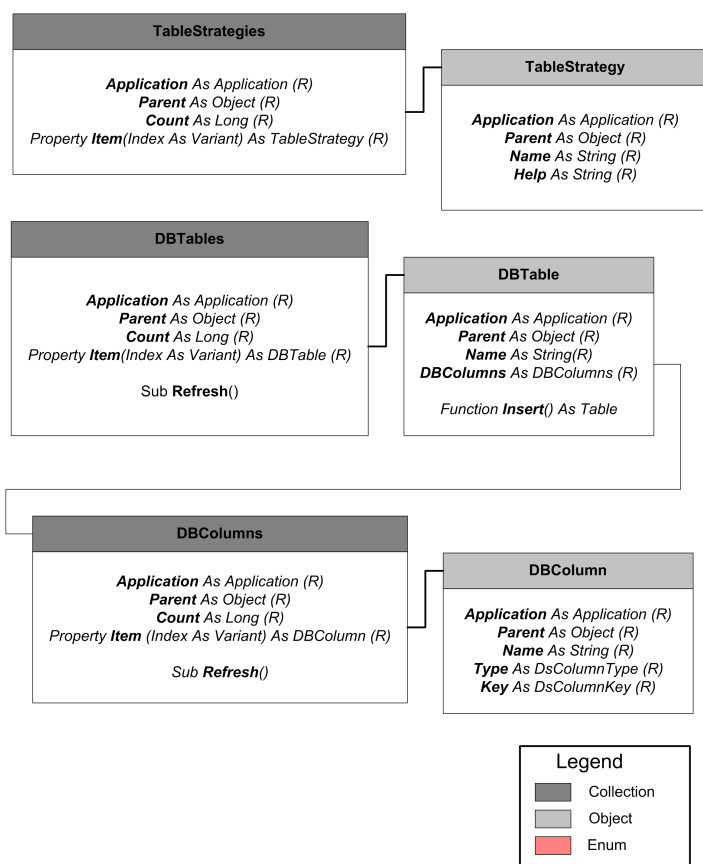 TableStrategies
Application As Application (R)
Parent As Object (R)
Count As Long (R)
Property Item(Index As Variant) As TableStrategy (R)
TableStrategy
Application As Application (R)
Parent As Object (R)
Name As String (R)
Help As String (R)
DBTables
Application As Application (R)
Parent As Object (R)
Count As Long (R)
Property Item(Index As Variant) As DBTable (R)
Sub Refresh()
DBTable
Application As Application (R)
Parent As Object (R)
Name As String(R)
DBColumns As DBColumns (R)
Function Insert() As Table
DBColumns
Application As Application (R)
Parent As Object (R)
Count As Long (R)
Property Item (Index As Variant) As DBColumn (R)
Sub Refresh()
DBColumn
Application As Application (R)
Parent As Object (R)
Name As String (R)
Type As DsColumnType (R)
Key As DsColumnKey (R)
Legend
Collection
Object
Enum